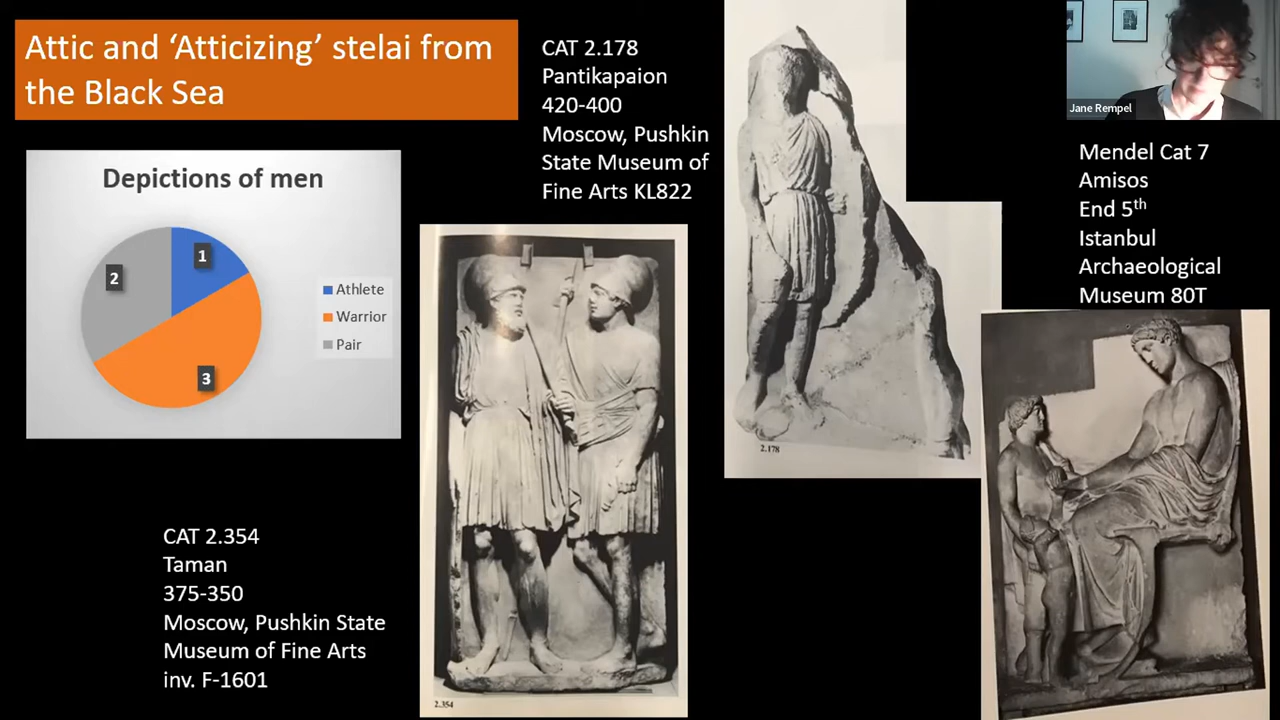 Attic and ‘Atticizing’ stelai from
the Black Sea
CAT 2.178
Pantikapaion
420-400
Moscow, Pushkin
State Museum of
Fine Arts KL822
Jane Rempel
Mendel Cat 7
Amisos
End 5th
Istanbul
Archaeological
Museum 80T
Depictions of men
1
2
3
Athlete
Warrior
Pair
2.178
CAT 2.354
Taman
375-350
Moscow, Pushkin State
Museum of Fine Arts
inv. F-1601
2.354